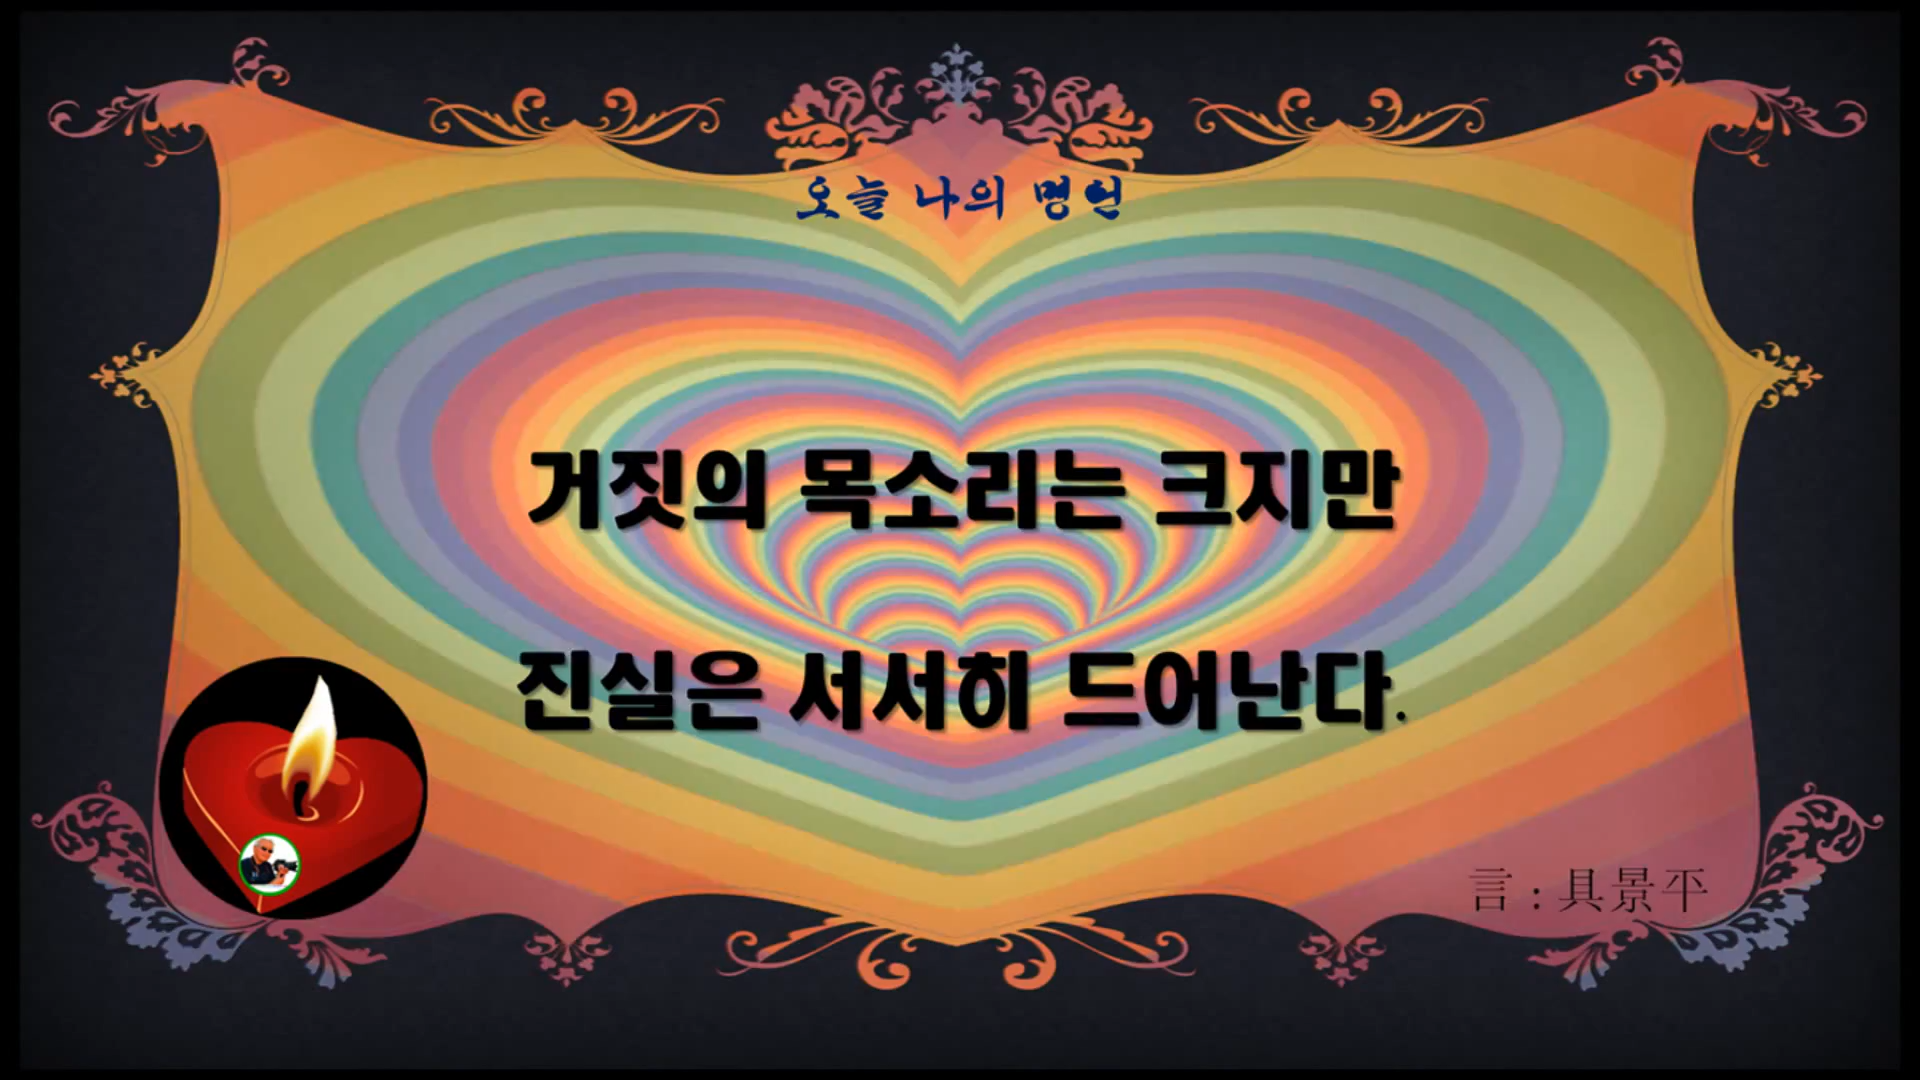 오늘 나의 명언
거짓의 목소리는 크지만
진실은 서서히 드어난다.
言 : 具景平